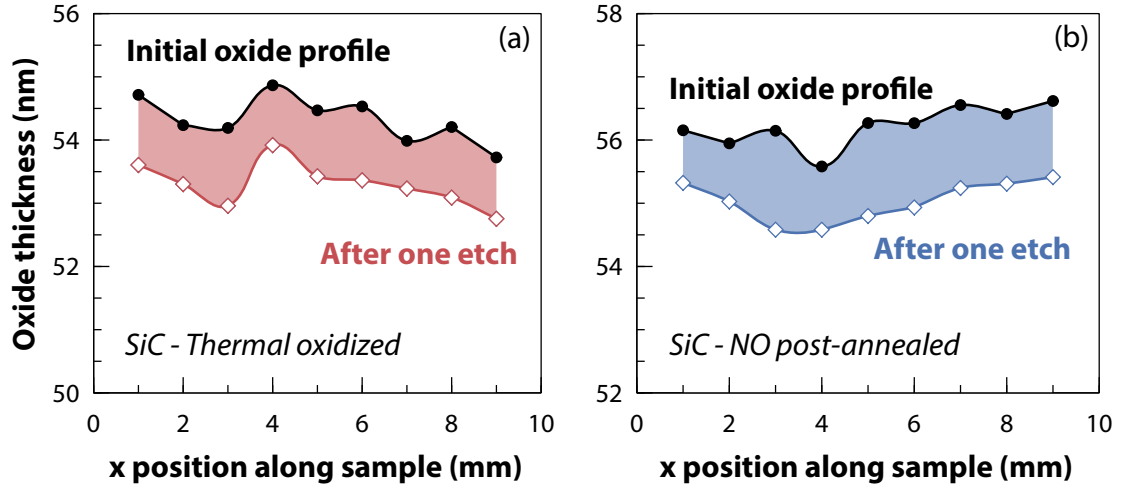 Oxide thickness (nm)
56
54
52
50
(a)
Initial oxide profile
After one etch
SiC - Thermal oxidized
0 2 4 6 8 10
x position along sample (mm)
58
56
54
52
(b)
Initial oxide profile
After one etch
SiC - NO post-annealed
0 2 4 6 8 10
x position along sample (mm)